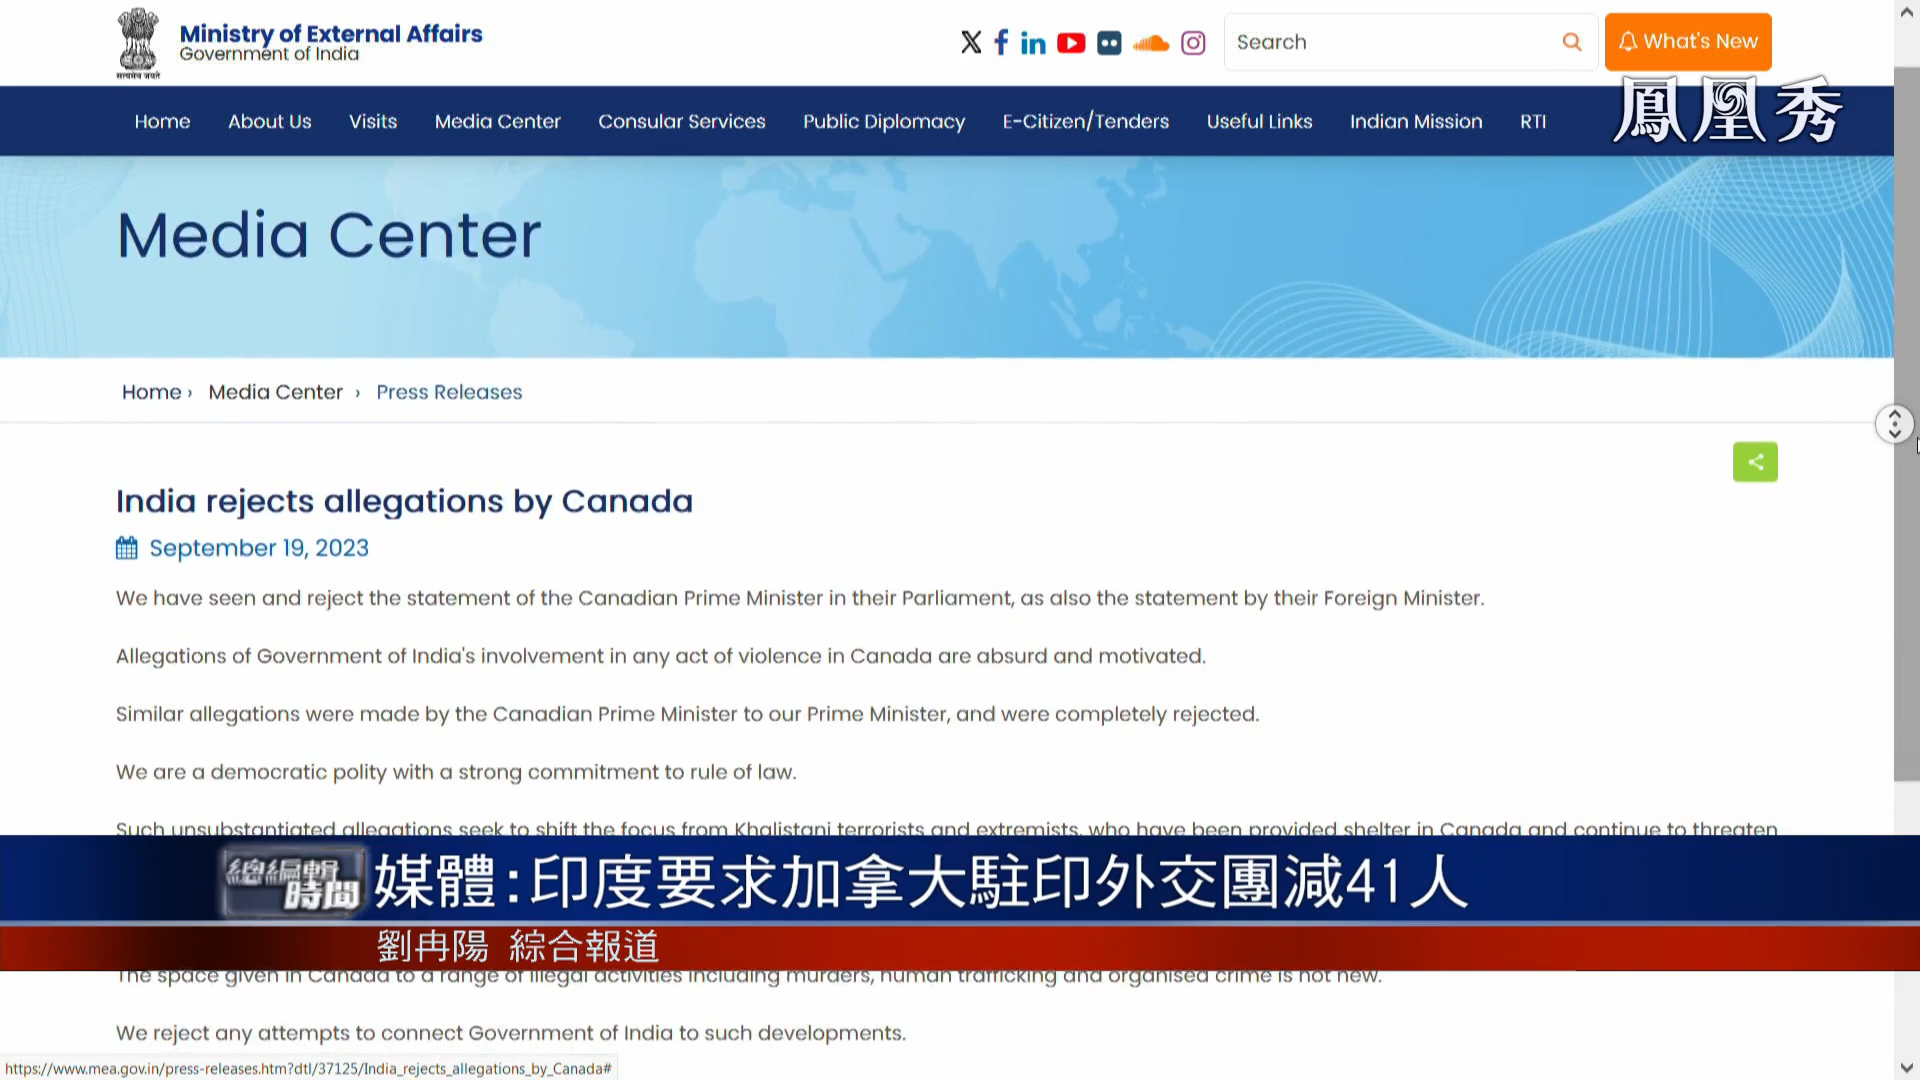 Ministry of External Affairs
Government of India
सत्यमेव जयते
Search
What's New
鳳凰秀
Home About Us Visits Media Center Consular Services Public Diplomacy E-Citizen/Tenders Useful Links Indian Mission RTI
Media Center
Home › Media Center › Press Releases
India rejects allegations by Canada
September 19, 2023
We have seen and reject the statement of the Canadian Prime Minister in their Parliament, as also the statement by their Foreign Minister.
Allegations of Government of India's involvement in any act of violence in Canada are absurd and motivated.
Similar allegations were made by the Canadian Prime Minister to our Prime Minister, and were completely rejected.
We are a democratic polity with a strong commitment to rule of law.
Such unsubstantiated allegations seek to shift the focus from Khalistani terrorists and extremists, who have been provided shelter in Canada and continue to threaten
總編輯時間
媒體:印度要求加拿大駐印外交團減41人
劉冉陽 綜合報道
The space given in Canada to a range of illegal activities including murders, human trafficking and organised crime is not new.
We reject any attempts to connect Government of India to such developments.
https://www.mea.gov.in/press-releases.htm?dtl/37125/India_rejects_allegations_by_Canada#